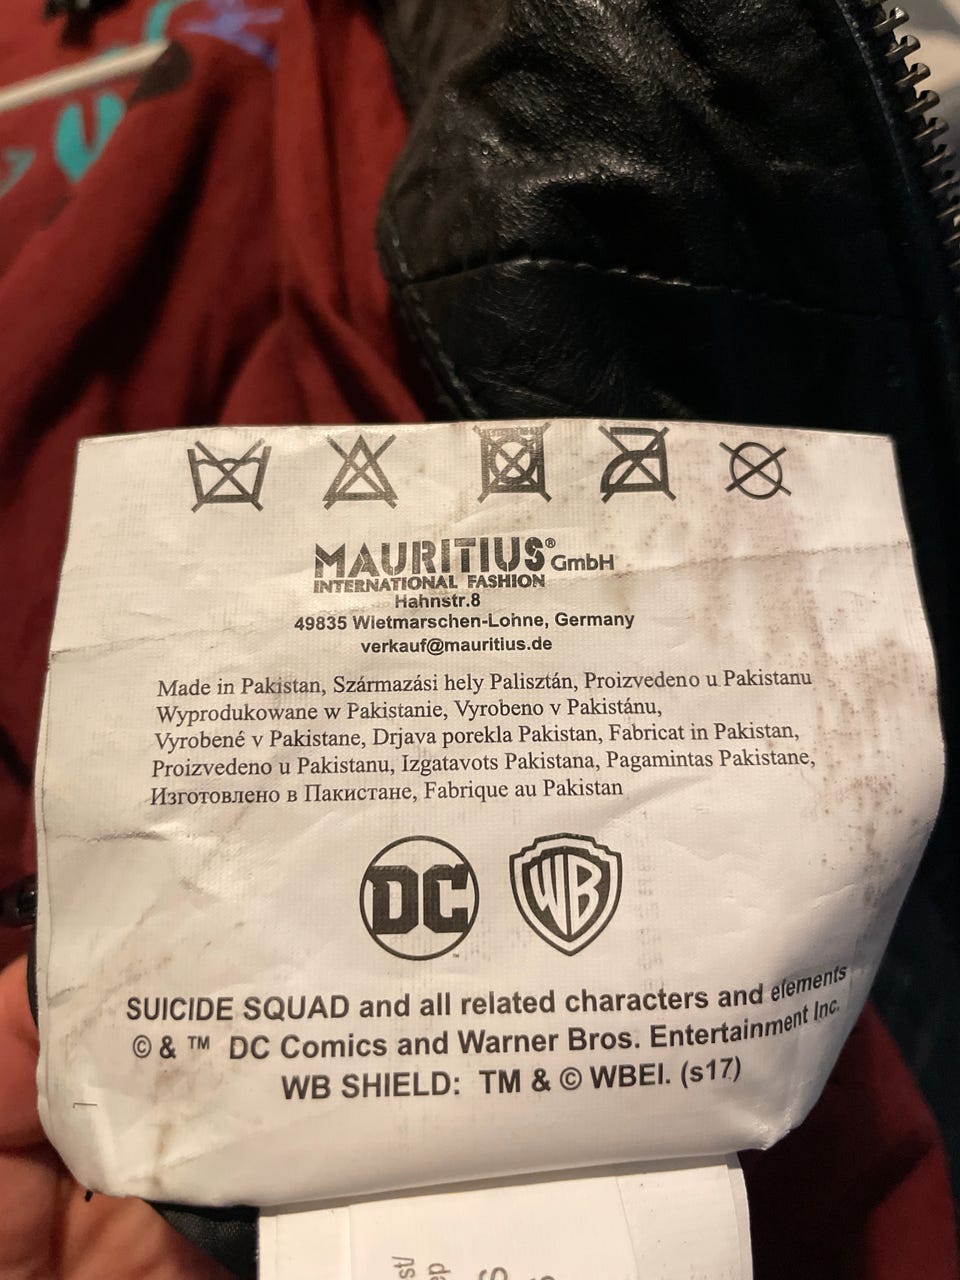 MAURITIUS® GmbH
INTERNATIONAL FASHION
Hahnstr.8
49835 Wietmarschen-Lohne, Germany
verkauf@mauritius.de
Made in Pakistan, Származási hely Palisztán, Proizvedeno u Pakistanu
Wyprodukowane w Pakistanie, Vyrobeno v Pakistánu,
Vyrobené v Pakistane, Drjava porekla Pakistan, Fabricat in Pakistan,
Proizvedeno u Pakistanu, Izgatavots Pakistana, Pagamintas Pakistane,
Изготовлено в Пакистане, Fabrique au Pakistan
DC™ WB
SUICIDE SQUAD and all related characters and elements
© & ™ DC Comics and Warner Bros. Entertainment Inc.
WB SHIELD: TM & © WBEI. (s17)